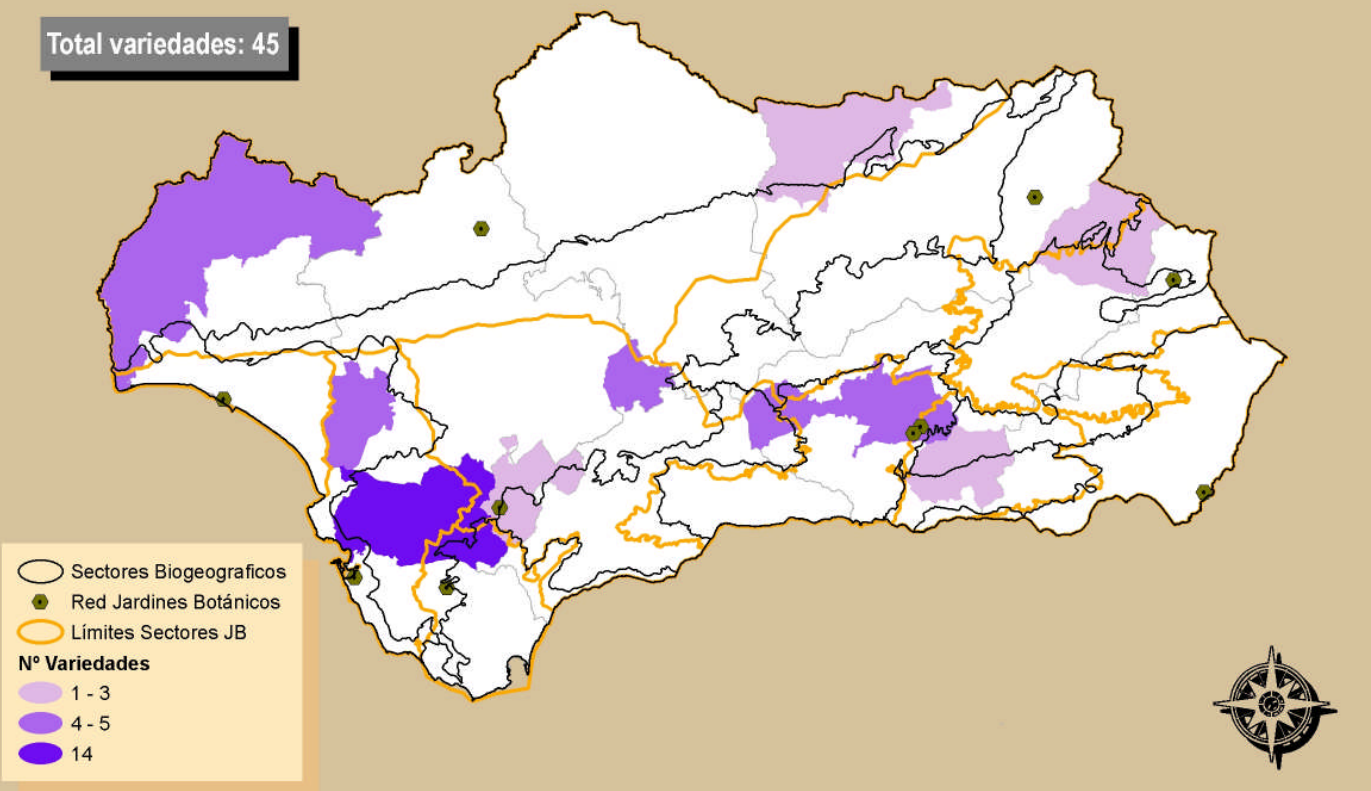 Total variedades: 45
Sectores Biogeograficos
Red Jardines Botánicos
Límites Sectores JB
Nº Variedades
1 - 3
4 - 5
14